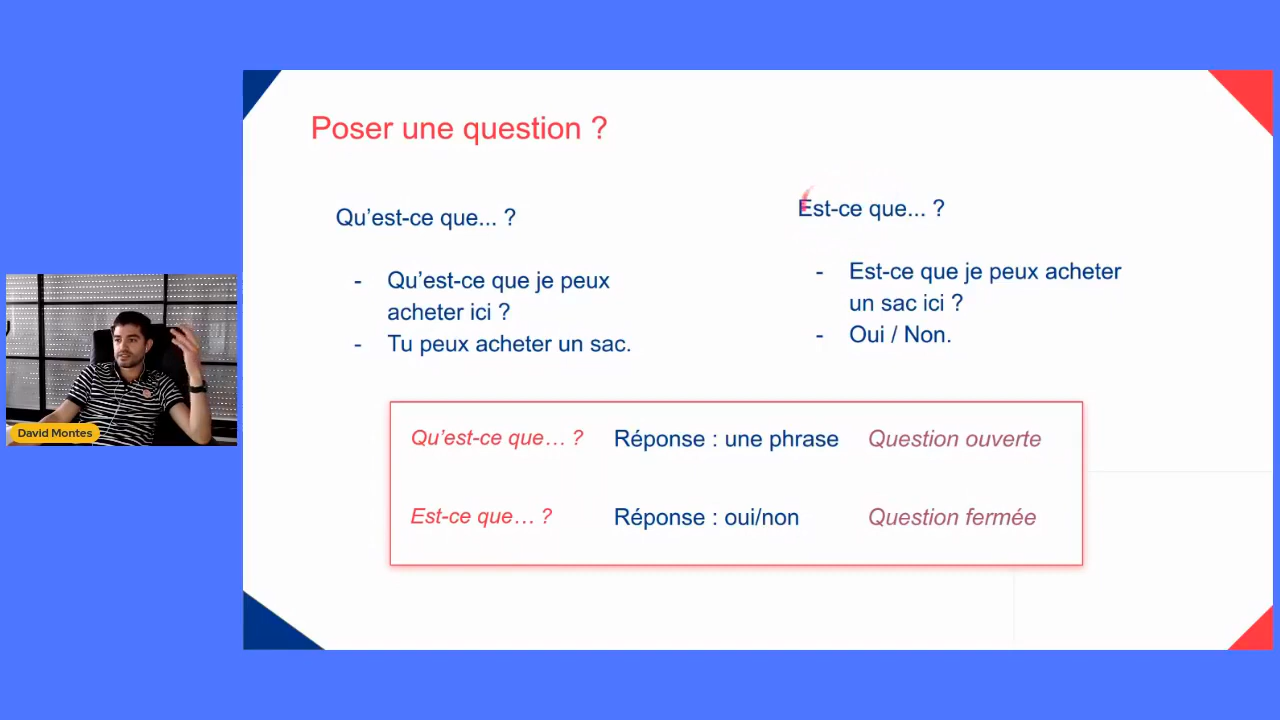 Poser une question ?
Qu’est-ce que... ?
- Qu’est-ce que je peux
acheter ici ?
- Tu peux acheter un sac.
Est-ce que... ?
- Est-ce que je peux acheter
un sac ici ?
- Oui / Non.
Qu’est-ce que… ? Réponse : une phrase Question ouverte
Est-ce que… ? Réponse : oui/non Question fermée
David Montes